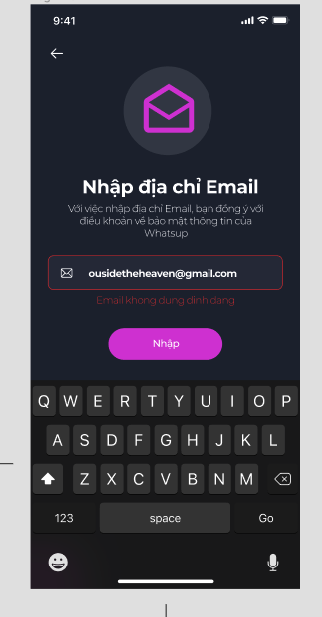 9:41
Nhập địa chỉ Email
Với việc nhập địa chỉ Email, bạn đồng ý với
điều khoản về bảo mật thông tin của
Whatsup
ousidetheheaven@gmail.com
Email không đúng định dạng
Nhập
Q W E R T Y U I O P
A S D F G H J K L
Z X C V B N M
123 space Go